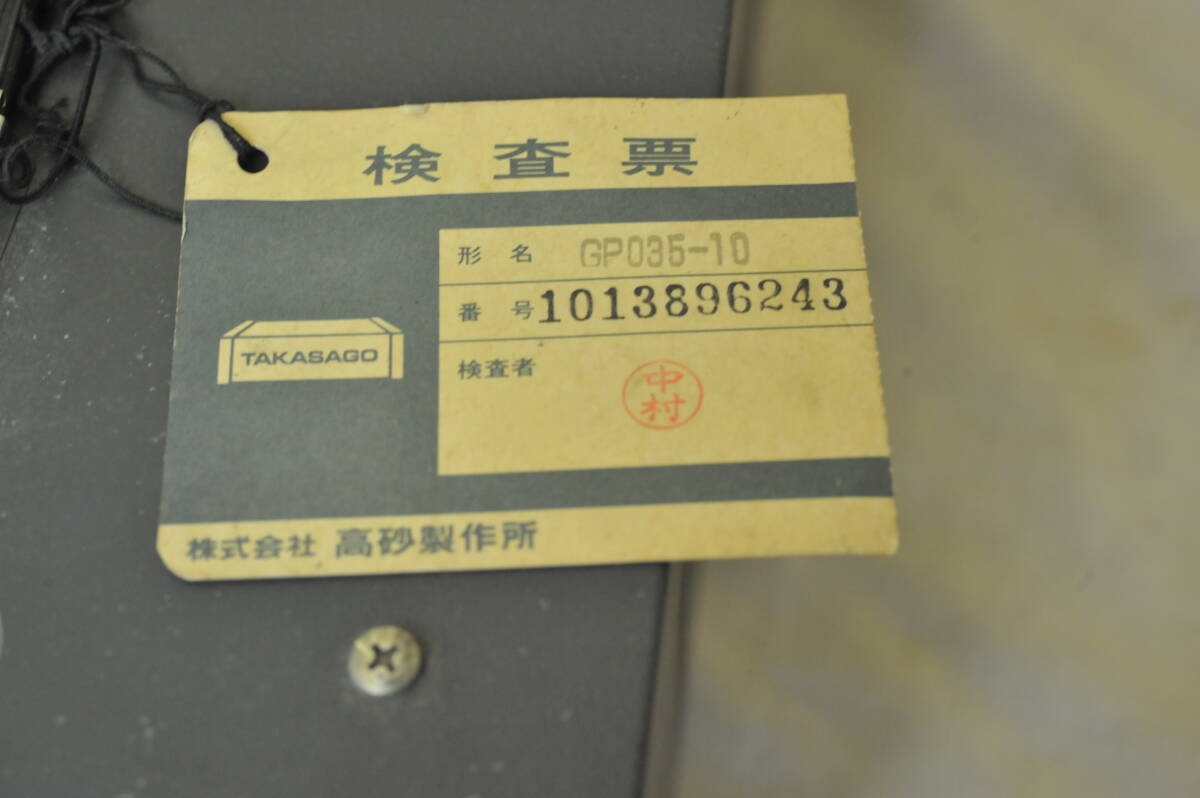 検査票
形名 GP035-10
番号 1013896243
TAKASAGO
検査者
中村
株式会社 高砂製作所